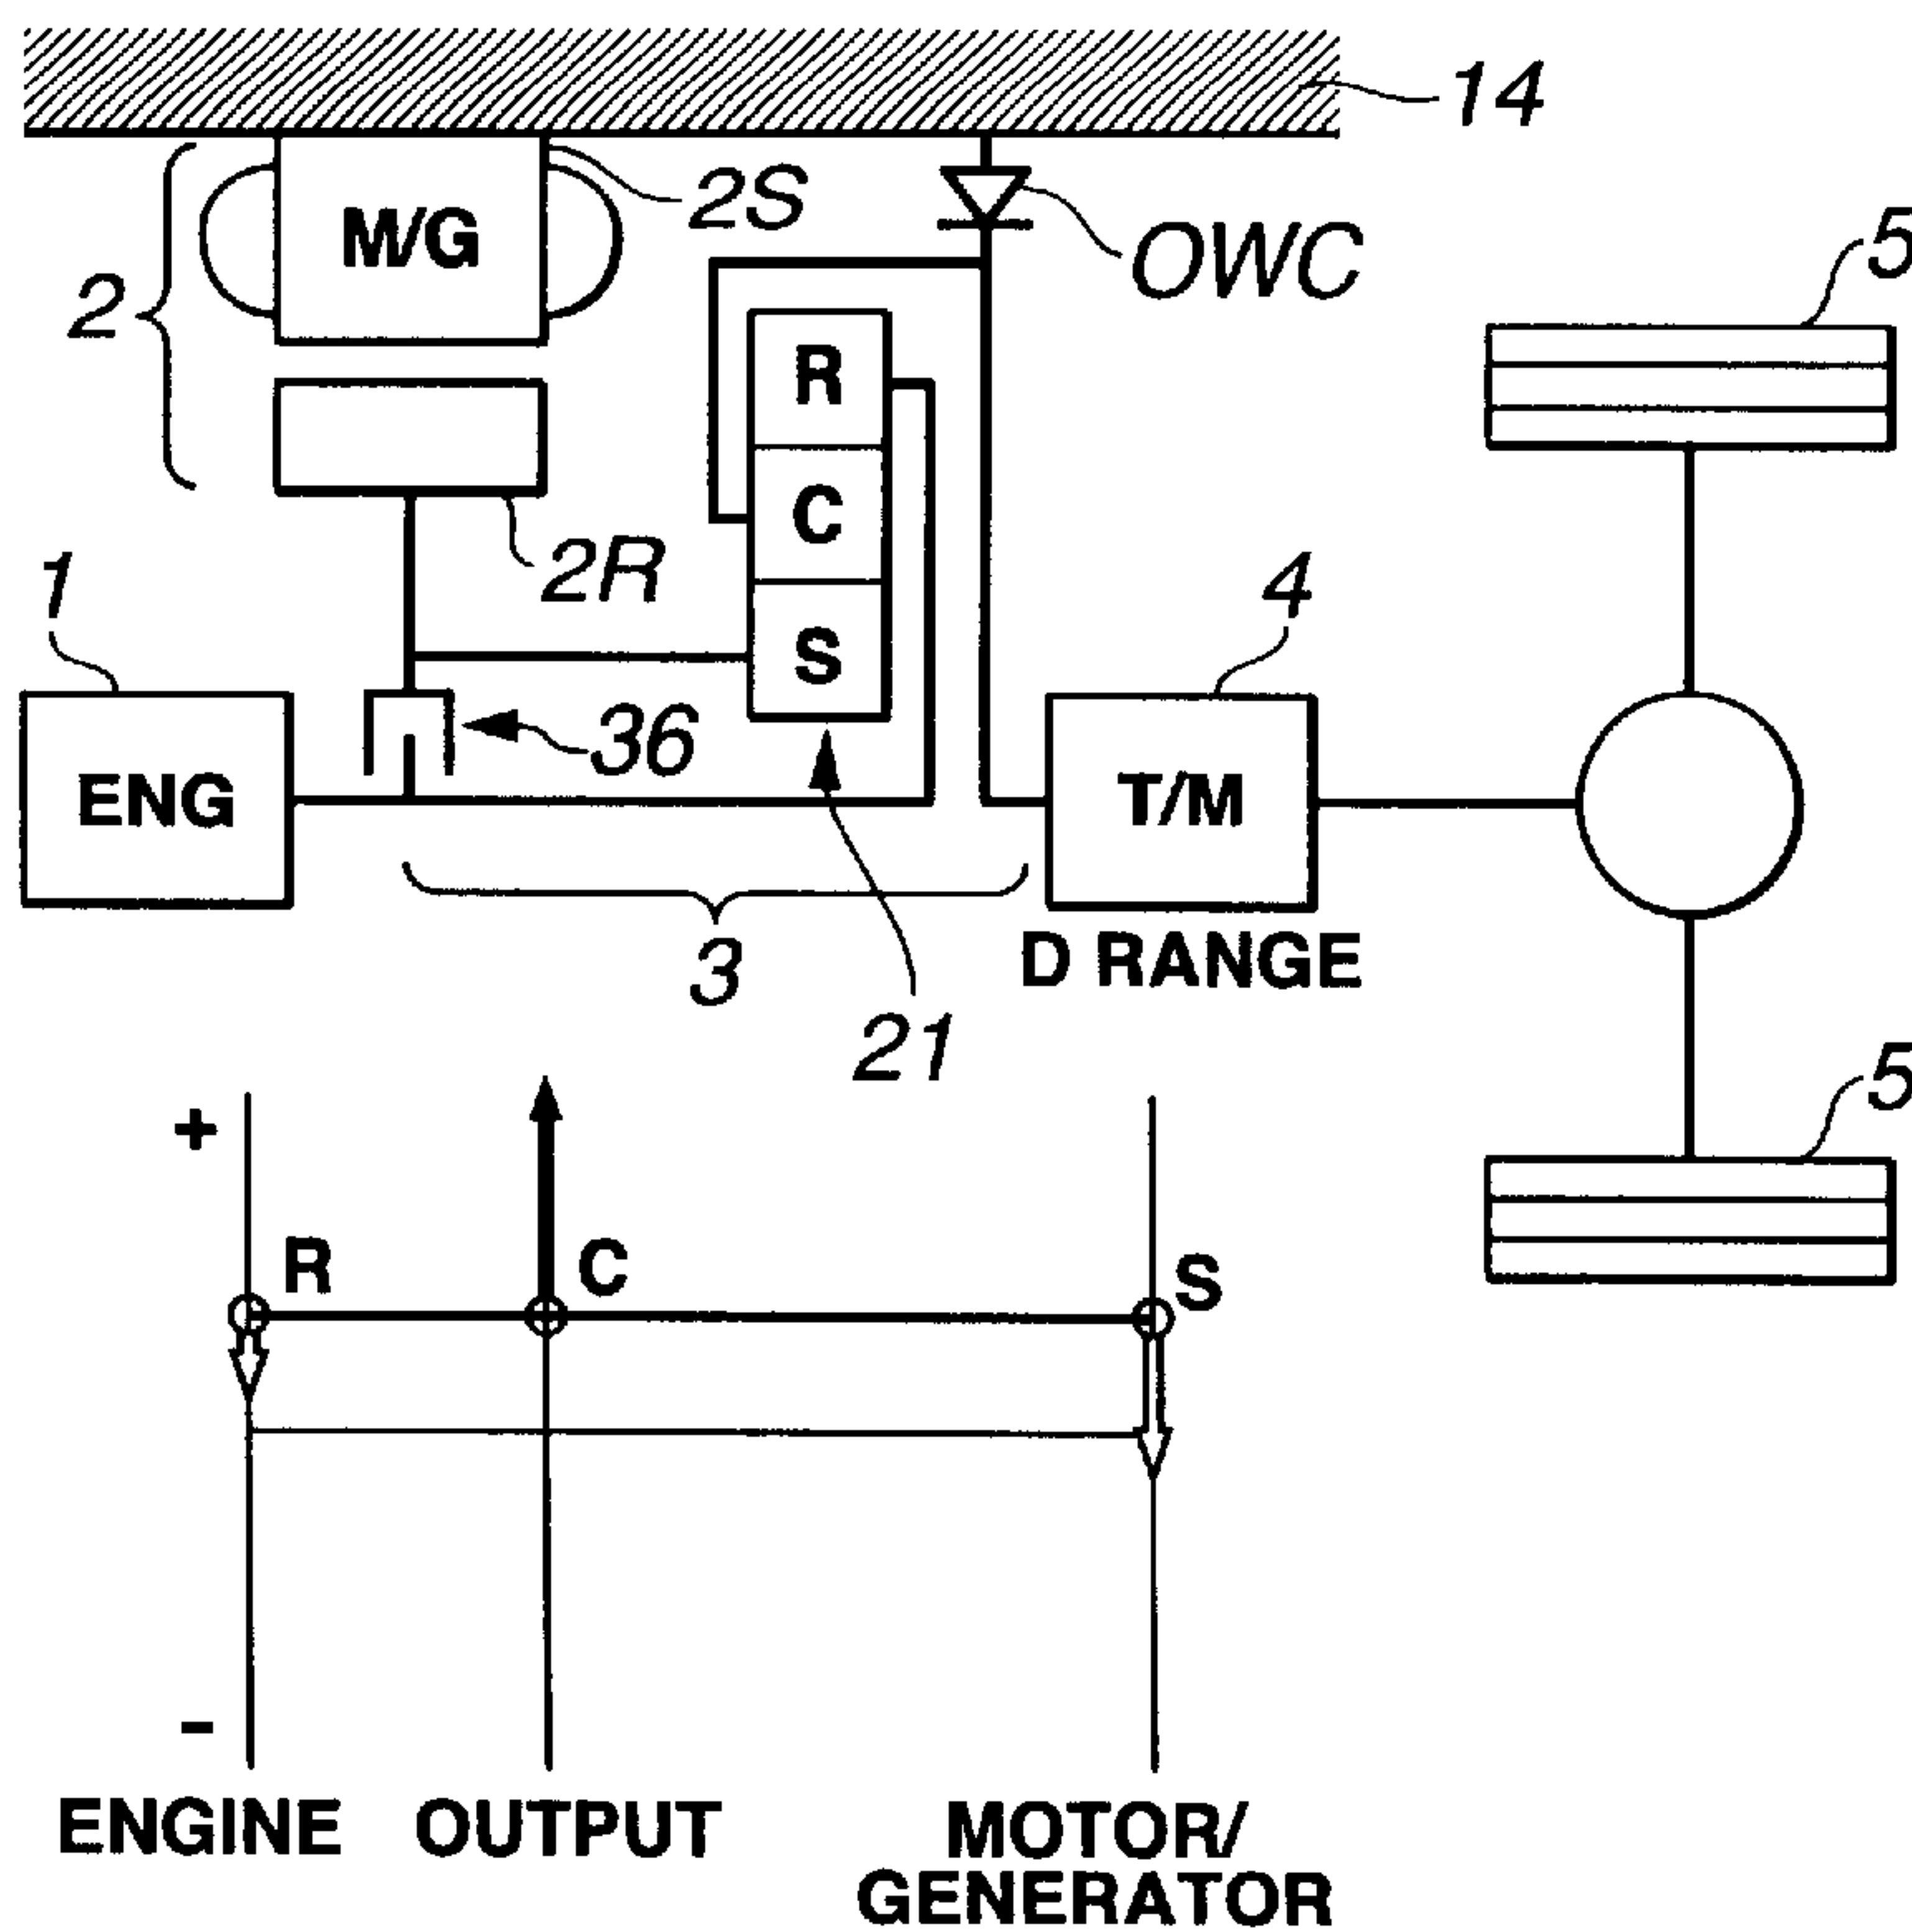 14
2S
M/G
OWC
5
2
R
C
2R
1
4
S
36
ENG
T/M
3
D RANGE
21
5
+
R
C
S
-
ENGINE
OUTPUT
MOTOR/
GENERATOR